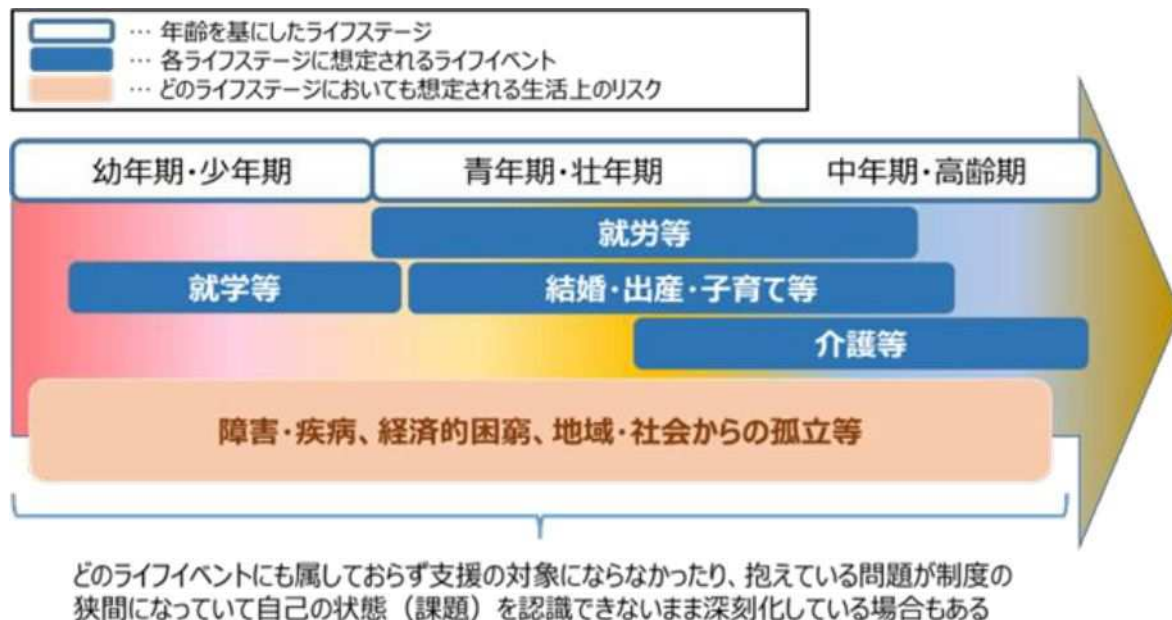 … 年齢を基にしたライフステージ
… 各ライフステージに想定されるライフイベント
… どのライフステージにおいても想定される生活上のリスク
幼年期・少年期
青年期・壮年期
中年期・高齢期
就労等
就学等
結婚・出産・子育て等
介護等
障害・疾病、経済的困窮、地域・社会からの孤立等
どのライフイベントにも属しておらず支援の対象にならなかったり、抱えている問題が制度の
狭間になっていて自己の状態（課題）を認識できないまま深刻化している場合もある